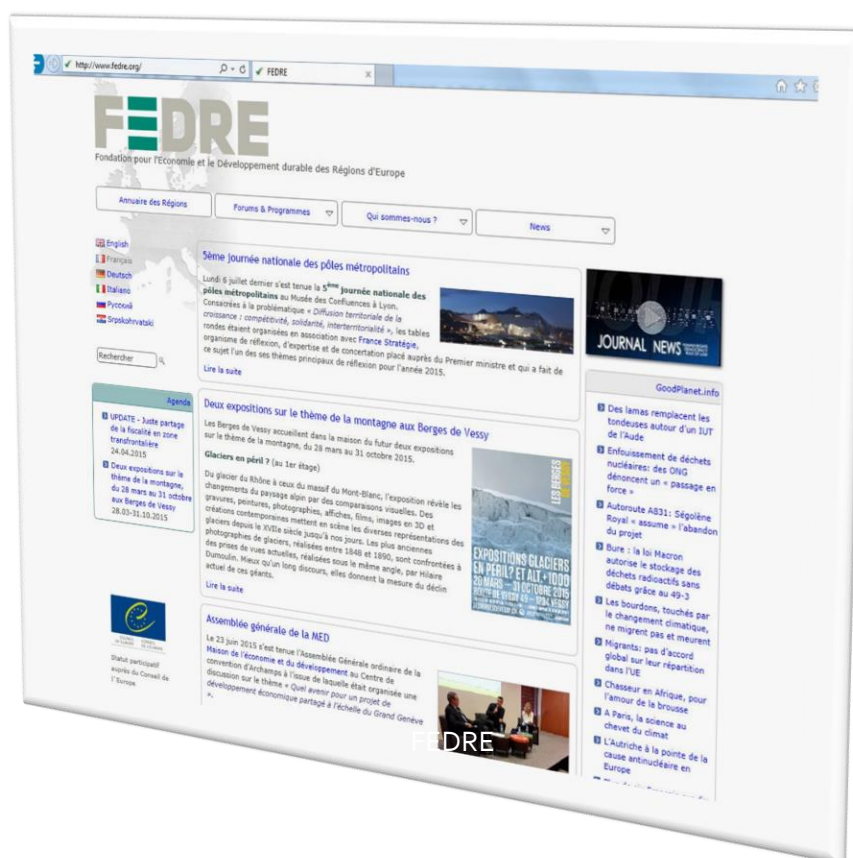 http://www.fedre.org/
FEDRE
FEDRE
Fondation pour l'Economie et le Développement durable des Régions d'Europe
Annuaire des Régions
Forums & Programmes
Qui sommes-nous ?
News
English
Français
Deutsch
Italiano
Русский
Srpskohrvatski
Rechercher
Agenda
UPDATE - Juste partage
de la fiscalité en zone
transfrontalière
24.04.2015
Deux expositions sur le
thème de la montagne,
du 28 mars au 31 octobre
aux Berges de Vessy
28.03-31.10.2015
Statut participatif
auprès du Conseil de
l'Europe
5ème journée nationale des pôles métropolitains
Lundi 6 juillet dernier s'est tenue la 5ème journée nationale des
pôles métropolitains au Musée des Confluences à Lyon.
Consacrées à la problématique « Diffusion territoriale de la
croissance : compétitivité, solidarité, interterritorialité », les tables
rondes étaient organisées en association avec France Stratégie,
organisme de réflexion, d'expertise et de concertation placé auprès du Premier ministre et qui a fait de
ce sujet l'un des ses thèmes principaux de réflexion pour l'année 2015.
Lire la suite
Deux expositions sur le thème de la montagne aux Berges de Vessy
Les Berges de Vessy accueillent dans la maison du futur deux expositions
sur le thème de la montagne, du 28 mars au 31 octobre 2015.
Glaciers en péril ? (au 1er étage)
Du glacier du Rhône à ceux du massif du Mont-Blanc, l'exposition révèle les
changements du paysage alpin par des comparaisons visuelles. Des
gravures, peintures, photographies, affiches, films, images en 3D et
créations contemporaines mettent en scène les diverses représentations des
glaciers depuis le XVIIe siècle jusqu'à nos jours. Les plus anciennes
photographies de glaciers, réalisées entre 1848 et 1890, sont confrontées à
des prises de vues actuelles, réalisées sous le même angle, par Hilaire
Dumoulin. Mieux qu'un long discours, elles donnent la mesure du déclin
actuel de ces géants.
Lire la suite
LES BERGES
DE VESSY
EXPOSITIONS GLACIERS
EN PÉRIL? ET ALT.+1000
26 MARS – 31 OCTOBRE 2015
ROUTE DE VESSY 49 – 1234 VESSY
Assemblée générale de la MED
Le 23 juin 2015 s'est tenue l'Assemblée Générale ordinaire de la
Maison de l'économie et du développement au Centre de
convention d'Archamps à l'issue de laquelle était organisée une
discussion sur le thème « Quel avenir pour un projet de
développement économique partagé à l'échelle du Grand Genève
».
JOURNAL NEWS
GoodPlanet.info
Des lamas remplacent les
tondeuses autour d'un IUT
de l'Aude
Enfouissement de déchets
nucléaires: des ONG
dénoncent un « passage en
force »
Autoroute A831: Ségolène
Royal « assume » l'abandon
du projet
Bure : la loi Macron
autorise le stockage des
déchets radioactifs sans
débats grâce au 49-3
Les bourdons, touchés par
le changement climatique,
ne migrent pas et meurent
Migrants: pas d'accord
global sur leur répartition
dans l'UE
Chasseur en Afrique, pour
l'amour de la brousse
A Paris, la science au
chevet du climat
L'Autriche à la pointe de la
cause antinucléaire en
Europe
FEDRE